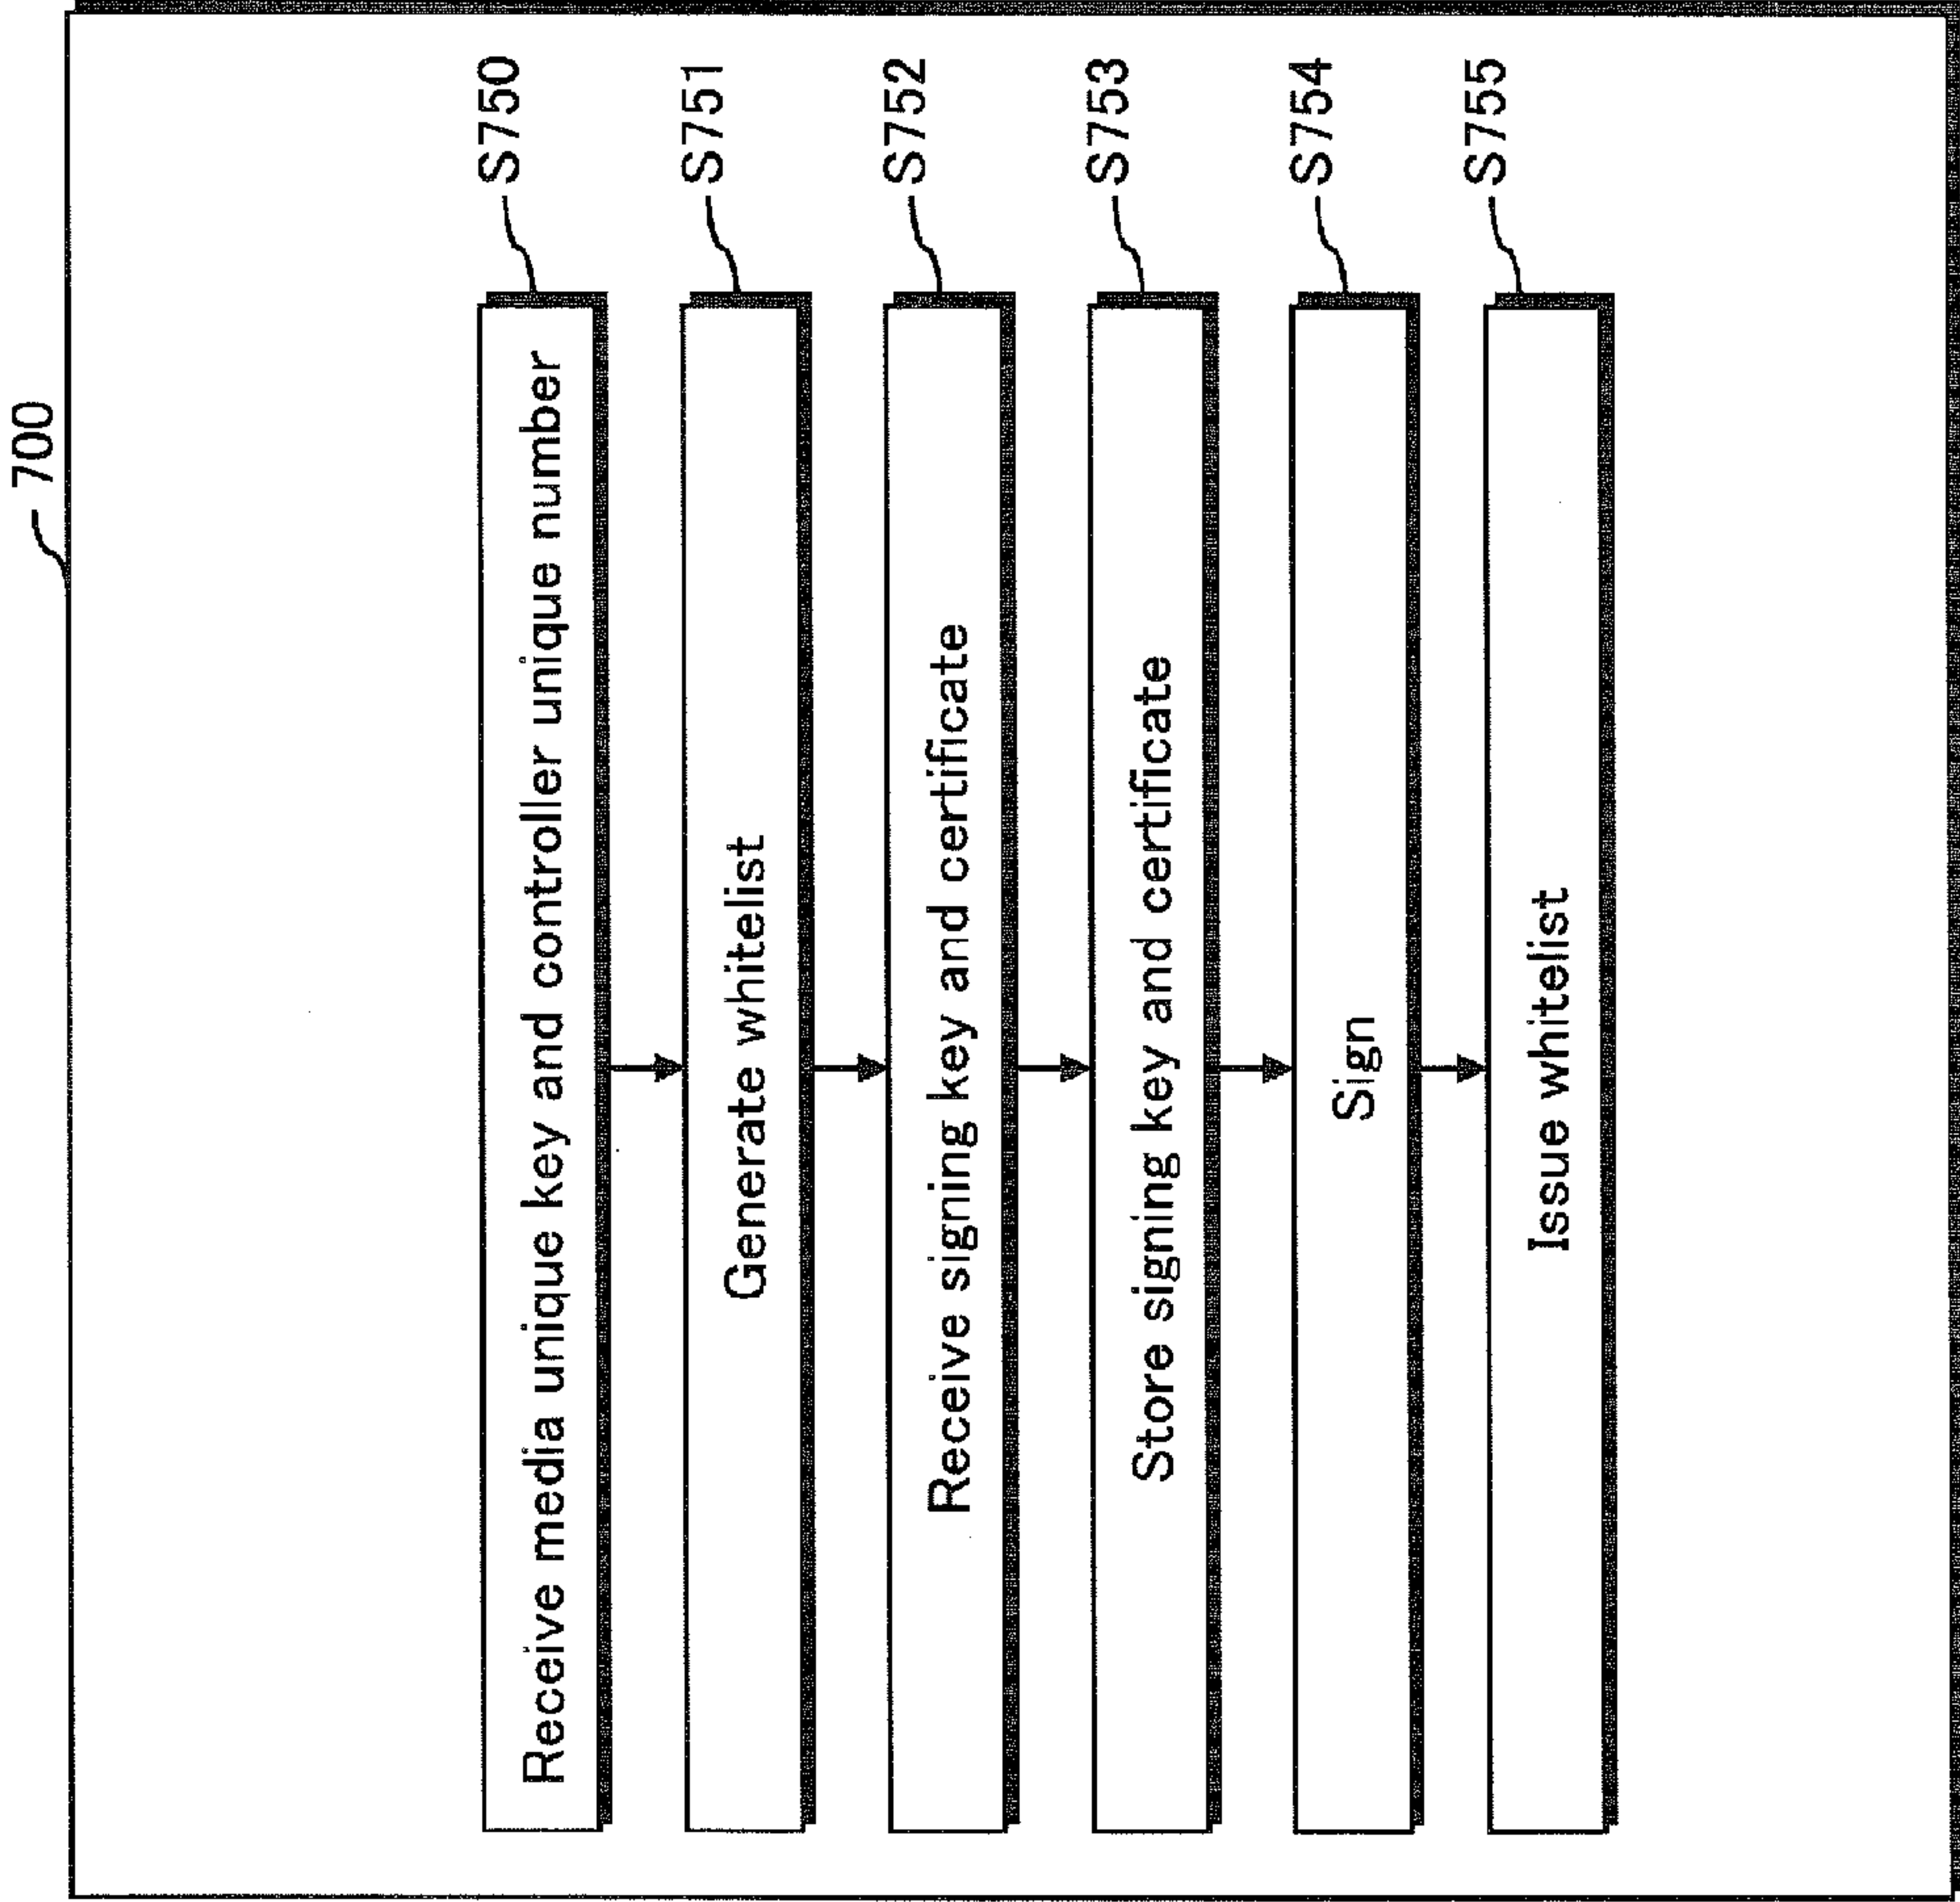 700
Receive media unique key and controller unique number
S750
Generate whitelist
S751
Receive signing key and certificate
S752
Store signing key and certificate
S753
Sign
S754
Issue whitelist
S755